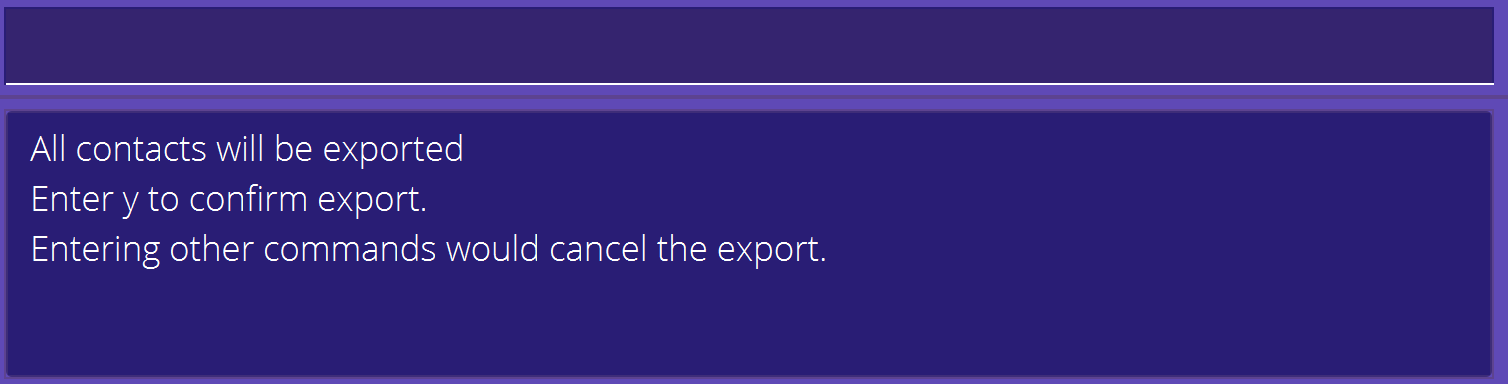 All contacts will be exported
Enter y to confirm export.
Entering other commands would cancel the export.